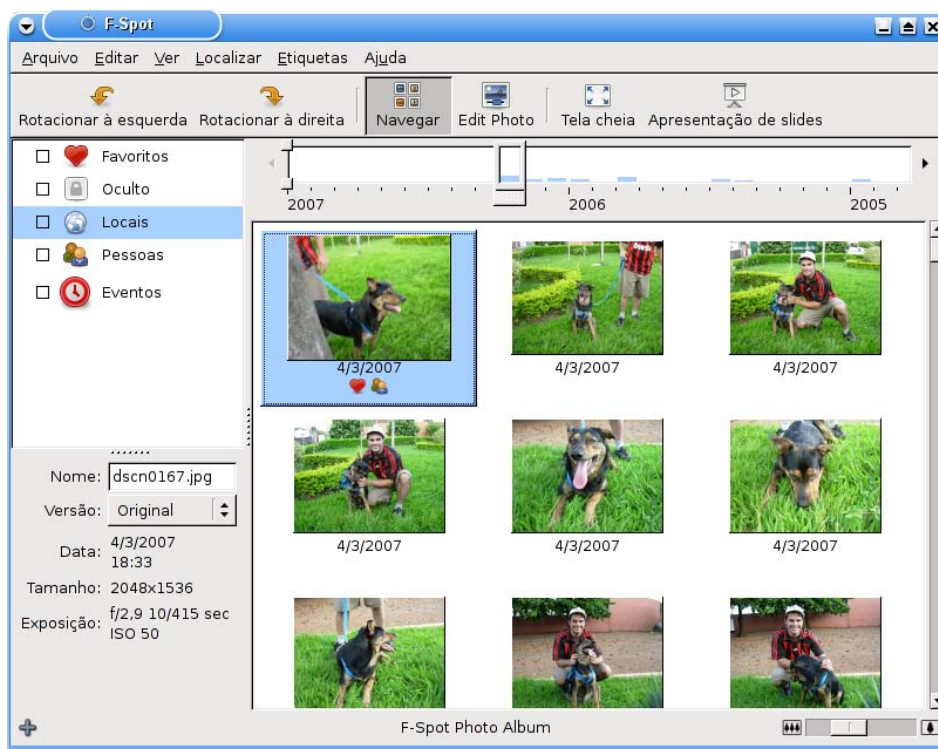 F-Spot
Arquivo Editar Ver Localizar Etiquetas Ajuda
Rotacionar à esquerda Rotacionar à direita Navegar Edit Photo Tela cheia Apresentação de slides
Favoritos
Oculto
Locais
Pessoas
Eventos
2007 2006 2005
4/3/2007 4/3/2007 4/3/2007
4/3/2007 4/3/2007 4/3/2007
Nome: dscn0167.jpg
Versão: Original
Data: 4/3/2007
18:33
Tamanho: 2048x1536
Exposição: f/2,9 10/415 sec
ISO 50
F-Spot Photo Album